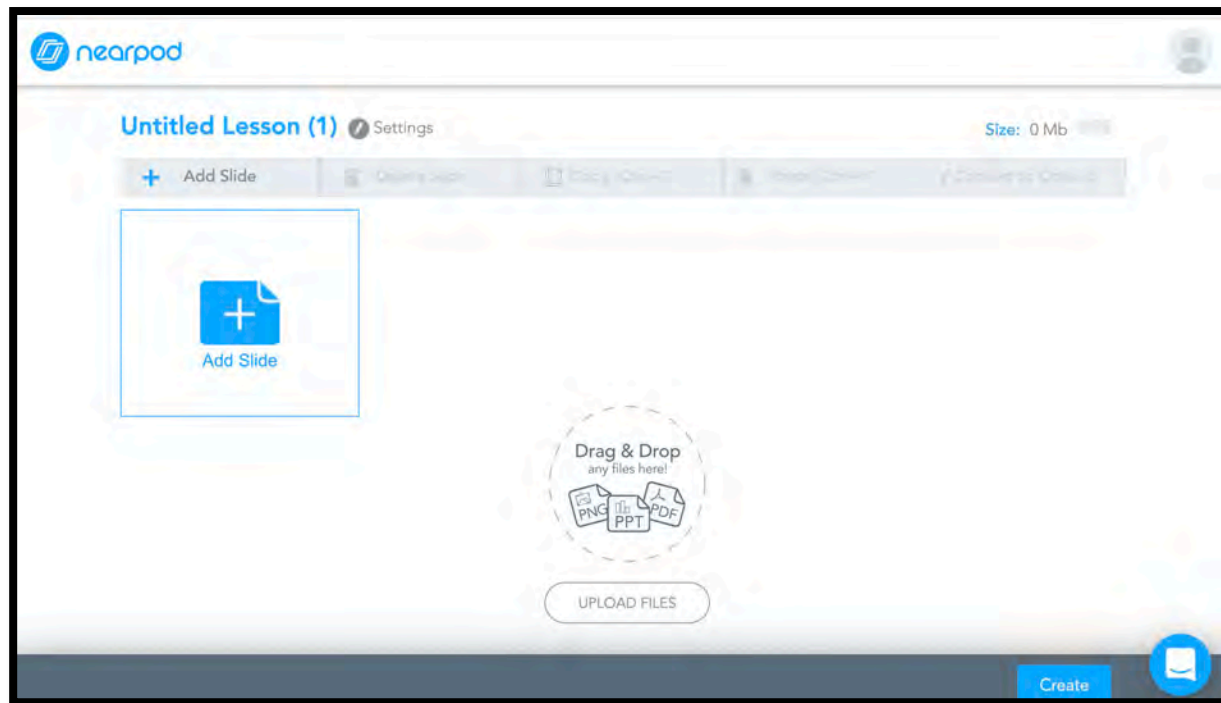 nearpod
Untitled Lesson (1) Settings
Size: 0 Mb
+ Add Slide
Add Slide
Drag & Drop
any files here!
PNG PPT PDF
UPLOAD FILES
Create